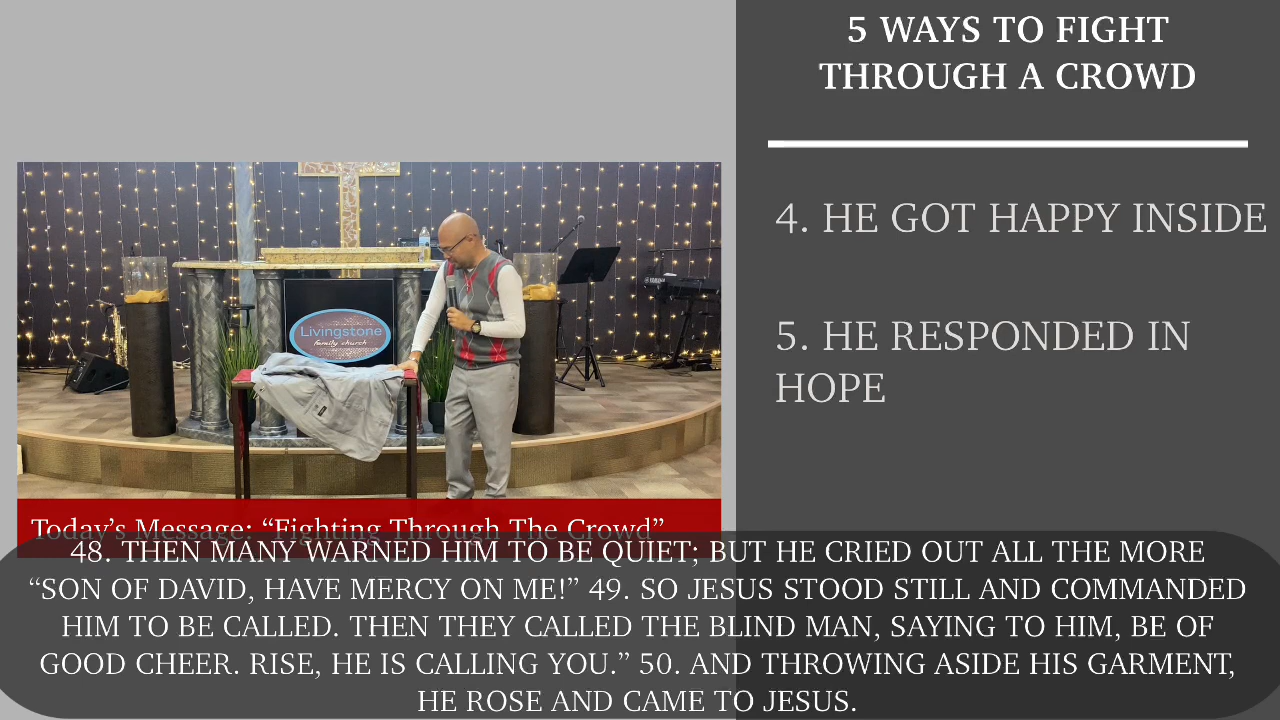 5 WAYS TO FIGHT
THROUGH A CROWD
4. HE GOT HAPPY INSIDE
5. HE RESPONDED IN
HOPE
Livingstone
family church
Today's Message: “Fighting Through The Crowd”
48. THEN MANY WARNED HIM TO BE QUIET; BUT HE CRIED OUT ALL THE MORE
“SON OF DAVID, HAVE MERCY ON ME!” 49. SO JESUS STOOD STILL AND COMMANDED
HIM TO BE CALLED. THEN THEY CALLED THE BLIND MAN, SAYING TO HIM, BE OF
GOOD CHEER. RISE, HE IS CALLING YOU.” 50. AND THROWING ASIDE HIS GARMENT,
HE ROSE AND CAME TO JESUS.